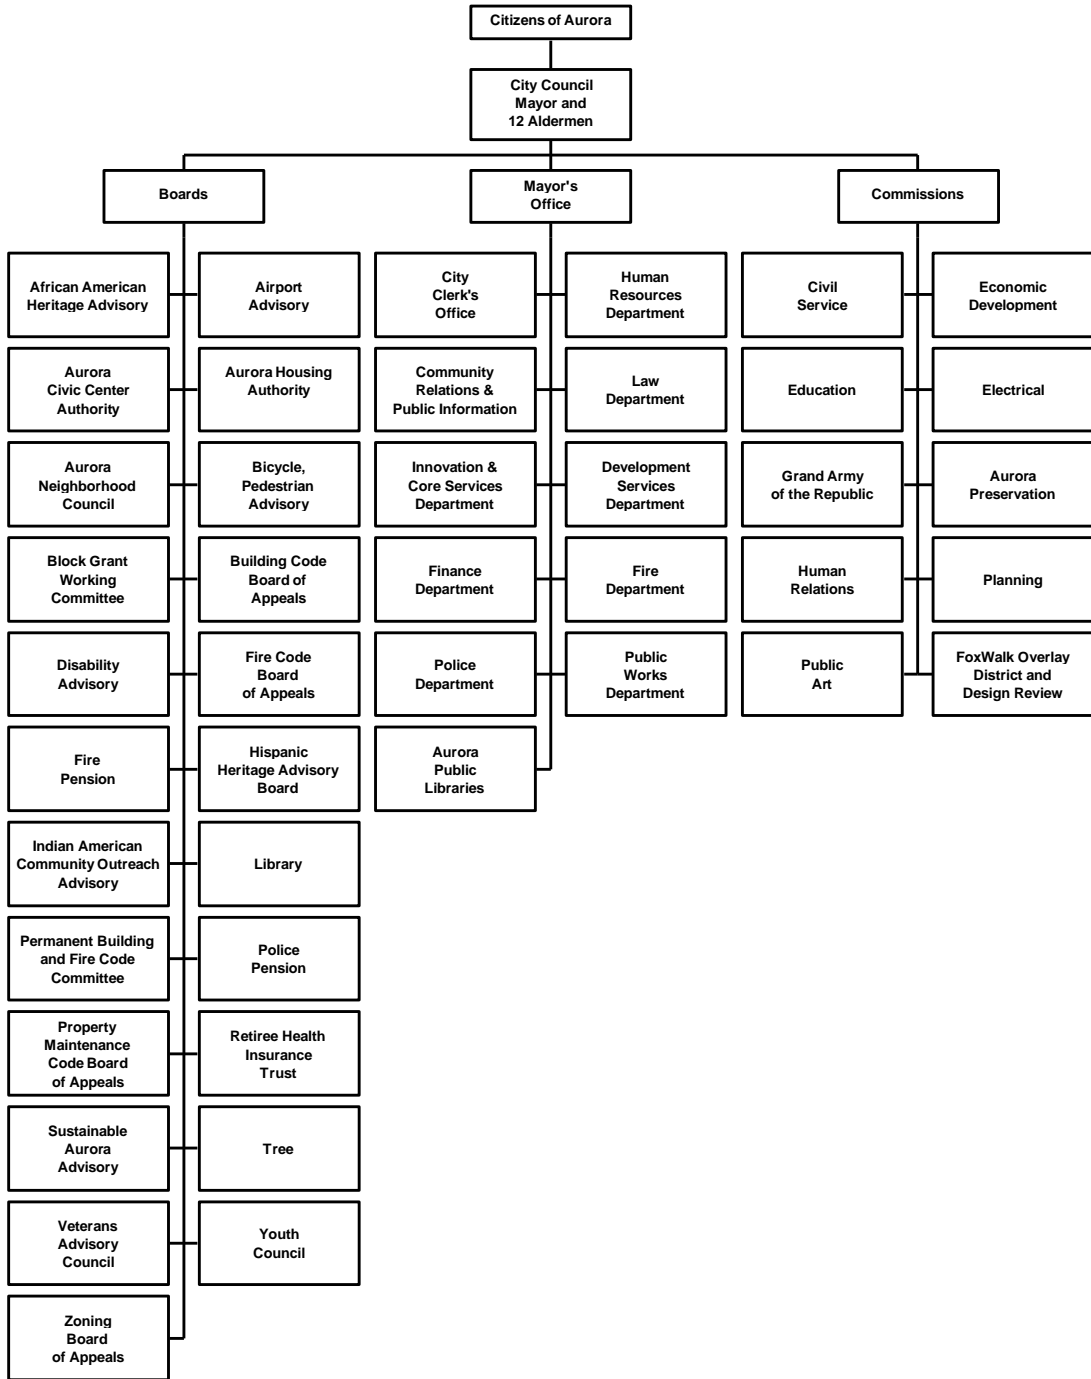 Citizens of Aurora
City Council
Mayor and
12 Aldermen
Boards
Mayor's
Office
Commissions
African American
Heritage Advisory
Airport
Advisory
City
Clerk's
Office
Human
Resources
Department
Civil
Service
Economic
Development
Aurora
Civic Center
Authority
Aurora Housing
Authority
Community
Relations &
Public Information
Law
Department
Education
Electrical
Aurora
Neighborhood
Council
Bicycle,
Pedestrian
Advisory
Innovation &
Core Services
Department
Development
Services
Department
Grand Army
of the Republic
Aurora
Preservation
Block Grant
Working
Committee
Building Code
Board of
Appeals
Finance
Department
Fire
Department
Human
Relations
Planning
Disability
Advisory
Fire Code
Board
of Appeals
Police
Department
Public
Works
Department
Public
Art
FoxWalk Overlay
District and
Design Review
Fire
Pension
Hispanic
Heritage Advisory
Board
Aurora
Public
Libraries
Indian American
Community Outreach
Advisory
Library
Permanent Building
and Fire Code
Committee
Police
Pension
Property
Maintenance
Code Board
of Appeals
Retiree Health
Insurance
Trust
Sustainable
Aurora
Advisory
Tree
Veterans
Advisory
Council
Youth
Council
Zoning
Board
of Appeals